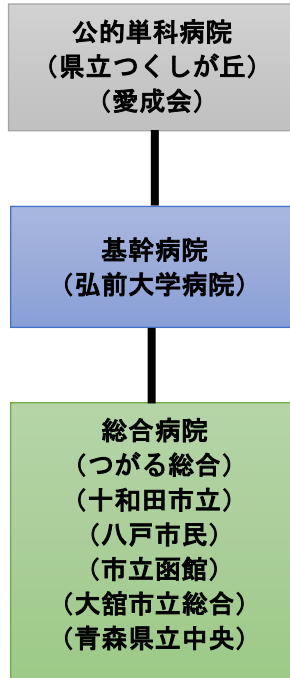 公的単科病院
（県立つくしが丘）
（愛成会）
基幹病院
（弘前大学病院）
総合病院
（つがる総合）
（十和田市立）
（八戸市民）
（市立函館）
（大舘市立総合）
（青森県立中央）